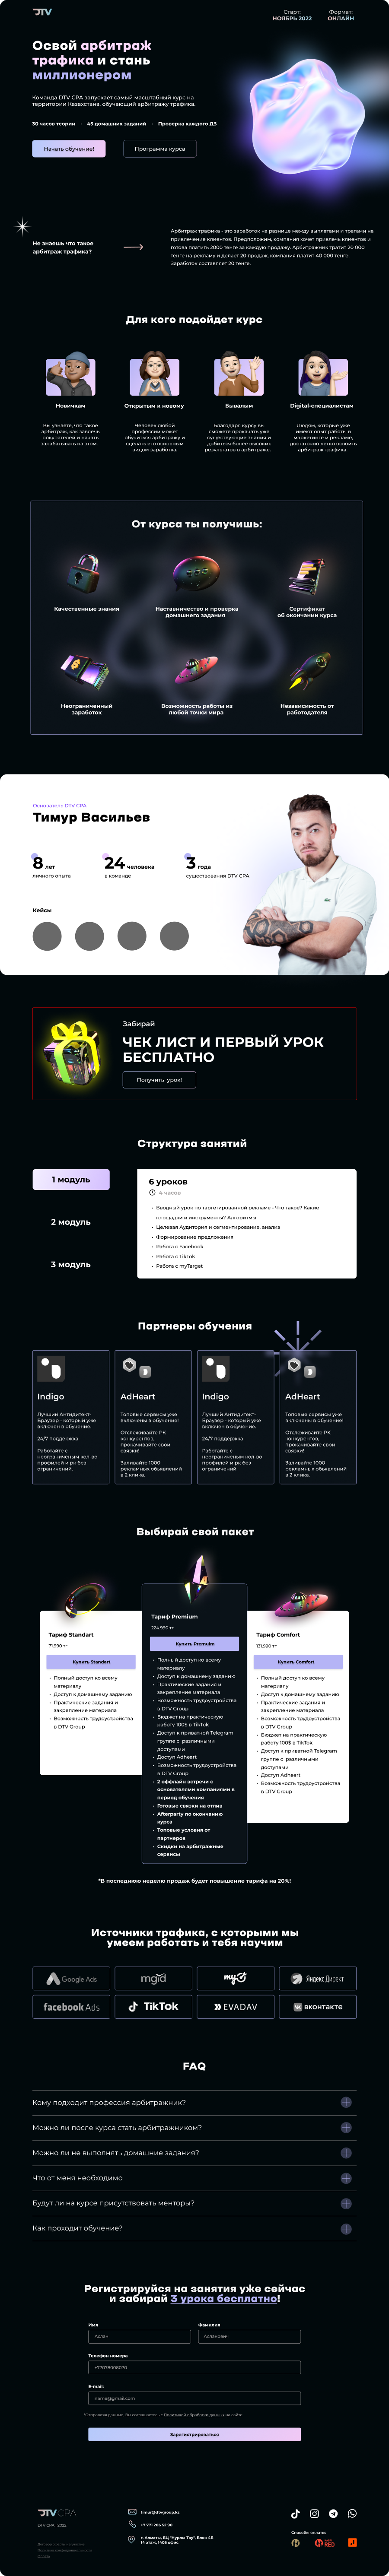 DTV
Старт:
НОЯБРЬ 2022
Формат:
ОНЛАЙН
Освой арбитраж
трафика и стань
миллионером
Команда DTV CPA запускает самый масштабный курс на
территории Казахстана, обучающий арбитражу трафика.
30 часов теории • 45 домашних заданий • Проверка каждого ДЗ
Начать обучение!
Программа курса
Не знаешь что такое
арбитраж трафика?
Арбитраж трафика - это заработок на разнице между выплатами и тратами на
привлечение клиентов. Предположим, компания хочет привлечь клиентов и
готова платить 2000 тенге за каждую продажу. Арбитражник тратит 20 000
тенге на рекламу и делает 20 продаж, компания платит 40 000 тенге.
Заработок составляет 20 тенге.
Для кого подойдет курс
Новичкам
Вы узнаете, что такое
арбитраж, как завлечь
покупателей и начать
зарабатывать на этом.
Открытым к новому
Человек любой
профессии может
обучиться арбитражу и
сделать его основным
видом заработка.
Бывалым
Благодаря курсу вы
сможете прокачать уже
существующие знания и
добиться более высоких
результатов в арбитраже.
Digital-специалистам
Людям, которые уже
имеют опыт работы в
маркетинге и рекламе,
достаточно легко освоить
арбитраж трафика.
От курса ты получишь:
Качественные знания
Наставничество и проверка
домашнего задания
Сертификат
об окончании курса
Неограниченный
заработок
Возможность работы из
любой точки мира
Независимость от
работодателя
Основатель DTV CPA
Тимур Васильев
8 лет
личного опыта
24 человека
в команде
3 года
существования DTV CPA
Кейсы
Забирай
ЧЕК ЛИСТ И ПЕРВЫЙ УРОК
БЕСПЛАТНО
Получить урок!
Структура занятий
1 модуль
2 модуль
3 модуль
6 уроков
4 часов
• Вводный урок по таргетированной рекламе - Что такое? Какие
площадки и инструменты? Алгоритмы
• Целевая Аудитория и сегментирование, анализ
• Формирование предложения
• Работа с Facebook
• Работа с TikTok
• Работа с myTarget
Партнеры обучения
Indigo
Лучший Антидитект-
Браузер - который уже
включен в обучение.
24/7 поддержка
Работайте с
неограниченым кол-во
профилей и рк без
ограничений.
AdHeart
Топовые сервисы уже
включены в обучение!
Отслеживайте РК
конкурентов,
прокачивайте свои
связки!
Заливайте 1000
рекламных обьявлений
в 2 клика.
Indigo
Лучший Антидитект-
Браузер - который уже
включен в обучение.
24/7 поддержка
Работайте с
неограниченым кол-во
профилей и рк без
ограничений.
AdHeart
Топовые сервисы уже
включены в обучение!
Отслеживайте РК
конкурентов,
прокачивайте свои
связки!
Заливайте 1000
рекламных обьявлений
в 2 клика.
Выбирай свой пакет
Тариф Standart
71.990 тг
Купить Standart
• Полный доступ ко всему
материалу
• Доступ к домашнему заданию
• Практические задания и
закрепление материала
• Возможность трудоустройства
в DTV Group
Тариф Premium
224.990 тг
Купить Premuim
• Полный доступ ко всему
материалу
• Доступ к домашнему заданию
• Практические задания и
закрепление материала
• Возможность трудоустройства
в DTV Group
• Бюджет на практическую
работу 100$ в TikTok
• Доступ к приватной Telegram
группе с различными
доступами
• Доступ Adheart
• Возможность трудоустройства
в DTV Group
• 2 оффлайн встречи с
основателями компаниями в
период обучения
• Готовые связки на отлив
• Afterparty по окончанию
курса
• Топовые условия от
партнеров
• Скидки на арбитражные
сервисы
Тариф Comfort
131.990 тг
Купить Comfort
• Полный доступ ко всему
материалу
• Доступ к домашнему заданию
• Практические задания и
закрепление материала
• Возможность трудоустройства
в DTV Group
• Бюджет на практическую
работу 100$ в TikTok
• Доступ к приватной Telegram
группе с различными
доступами
• Доступ Adheart
• Возможность трудоустройства
в DTV Group
*В последнюю неделю продаж будет повышение тарифа на 20%!
Источники трафика, с которыми мы
умеем работать и тебя научим
Google Ads
mgid
my
Яндекс Директ
facebook Ads
TikTok
EVADAV
вконтакте
FAQ
Кому подходит профессия арбитражник?
Можно ли после курса стать арбитражником?
Можно ли не выполнять домашние задания?
Что от меня необходимо
Будут ли на курсе присутствовать менторы?
Как проходит обучение?
Регистрируйся на занятия уже сейчас
и забирай 3 урока бесплатно!
Имя
Аслан
Фамилия
Асланович
Телефон номера
+77078008070
E-mail:
name@gmail.com
*Отправляя данные, Вы соглашаетесь с Политикой обработки данных на сайте
Зарегистрироваться
DTV CPA
DTV CPA | 2022
timur@dtvgroup.kz
+7 771 206 52 90
г. Алматы, БЦ "Нурлы Тау", Блок 4Б
14 этаж, 1405 офис
Способы оплаты:
RED